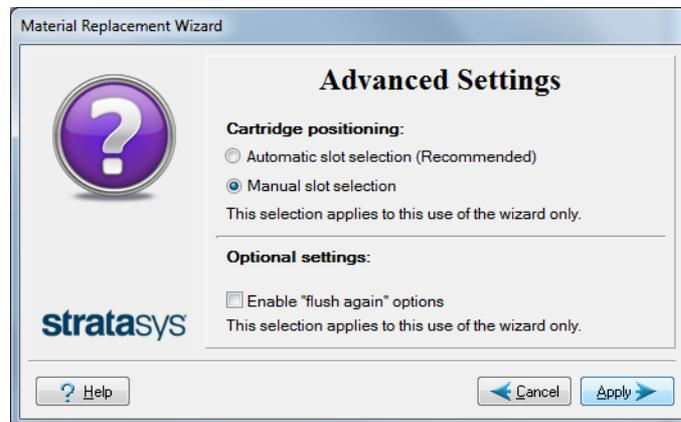 Material Replacement Wizard
Advanced Settings
Cartridge positioning:
Automatic slot selection (Recommended)
Manual slot selection
This selection applies to this use of the wizard only.
Optional settings:
Enable "flush again" options
This selection applies to this use of the wizard only.
stratasys
? Help
Cancel
Apply